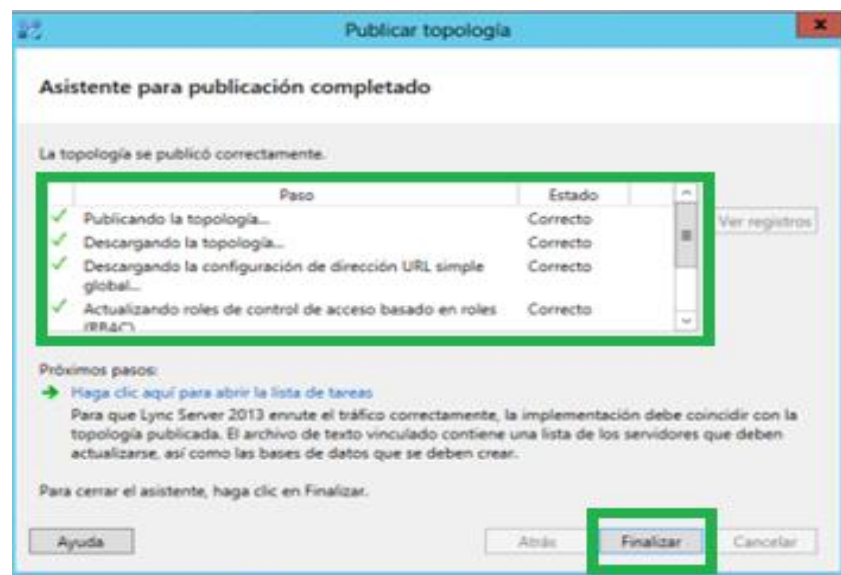 Publicar topología
Asistente para publicación completado
La topología se publicó correctamente.
Paso Estado
Publicando la topología... Correcto
Descargando la topología... Correcto
Descargando la configuración de dirección URL simple Correcto
global...
Actualizando roles de control de acceso basado en roles Correcto
(RBAC)
Ver registros
Próximos pasos:
Haga clic aquí para abrir la lista de tareas
Para que Lync Server 2013 enrute el tráfico correctamente, la implementación debe coincidir con la
topología publicada. El archivo de texto vinculado contiene una lista de los servidores que deben
actualizarse, así como las bases de datos que se deben crear.
Para cerrar el asistente, haga clic en Finalizar.
Ayuda Atrás Finalizar Cancelar